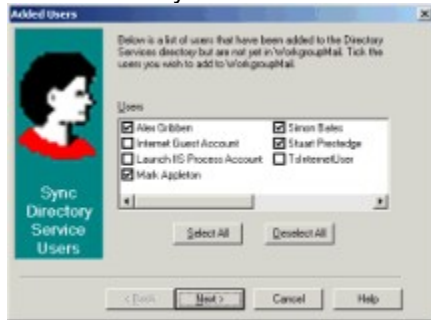 Added Users
Below is a list of users that have been added to the Directory
Services directory but are not yet in WorkgroupMail. Tick the
users you wish to add to WorkgroupMail.
Users
Alex Gribben
Simon Bates
Internet Guest Account
Stuart Prestedge
Launch IIS Process Account
TsInternetUser
Mark Appleton
Sync
Directory
Service
Users
Select All
Deselect All
< Back
Next >
Cancel
Help